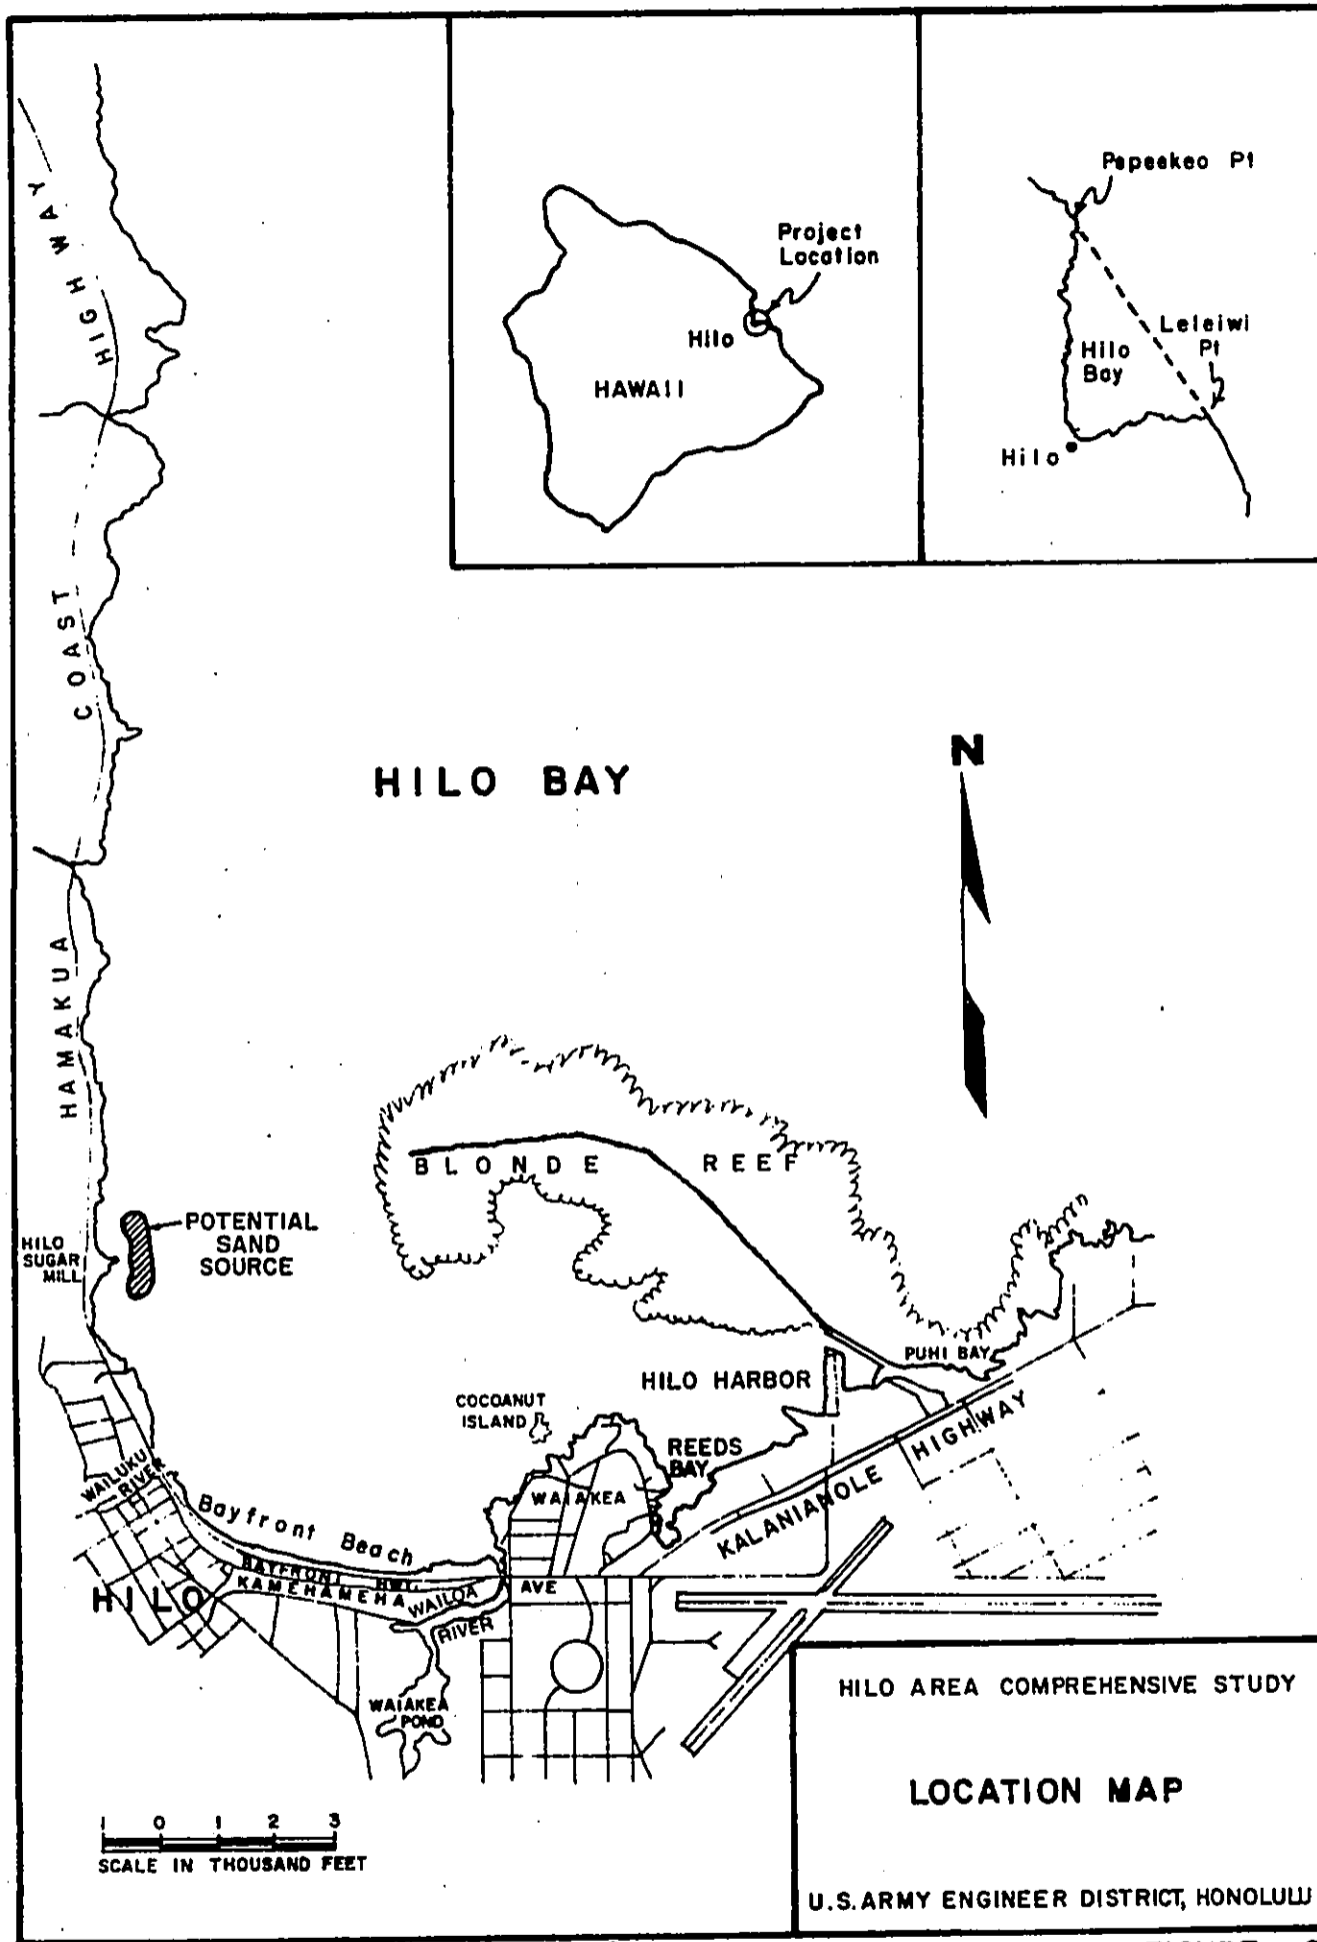 Project
Location
Hilo
HAWAII
Pepeekeo Pt
Leleiwi
Pt
Hilo
Bay
Hilo
HAMAKUA COAST HIGHWAY
HILO BAY
N
BLONDE REEF
POTENTIAL
SAND
SOURCE
HILO
SUGAR
MILL
PUHI BAY
HILO HARBOR
COCOANUT
ISLAND
REEDS
BAY
WAIAKEA
KALANIANOLE HIGHWAY
WAILUKU
RIVER
Bayfront Beach
BAYFRONT HWY.
KAMEHAMEHA AVE
HILO
WAILOA
RIVER
WAIAKEA
POND
1 0 1 2 3
SCALE IN THOUSAND FEET
HILO AREA COMPREHENSIVE STUDY
LOCATION MAP
U.S. ARMY ENGINEER DISTRICT, HONOLULU